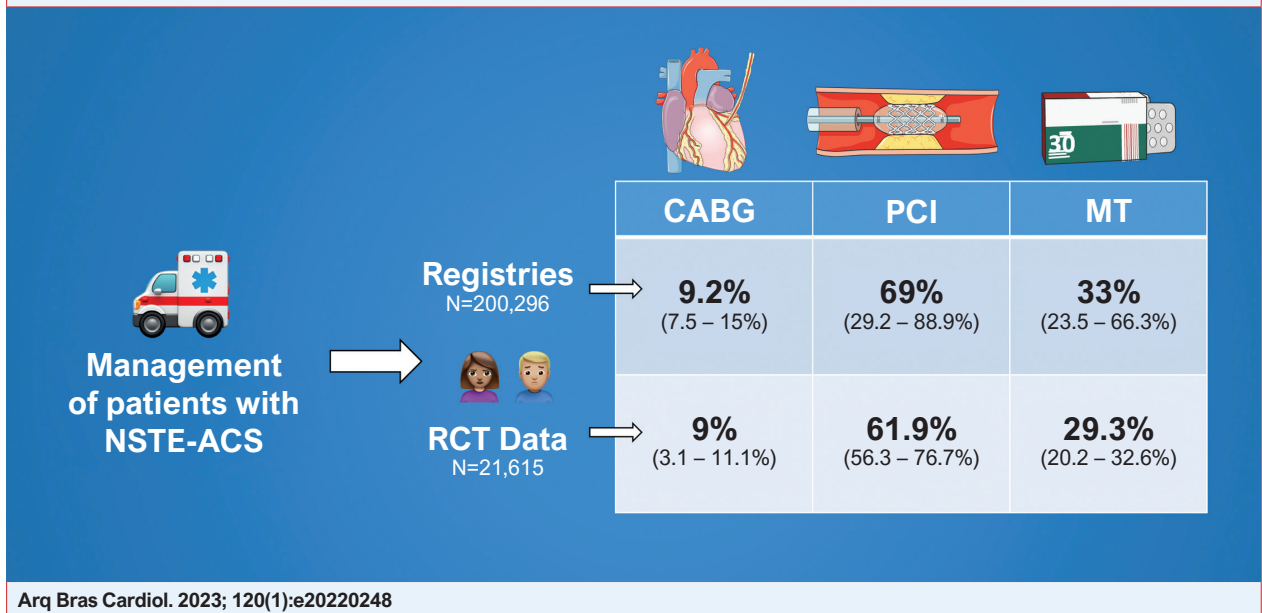 CABG
PCI
MT
Registries
N=200,296
9.2%
(7.5 – 15%)
69%
(29.2 – 88.9%)
33%
(23.5 – 66.3%)
Management
of patients with
NSTE-ACS
RCT Data
N=21,615
9%
(3.1 – 11.1%)
61.9%
(56.3 – 76.7%)
29.3%
(20.2 – 32.6%)
Arq Bras Cardiol. 2023; 120(1):e20220248